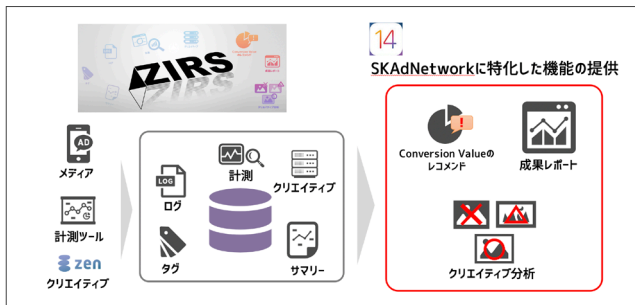 ZIRS
14
SKAdNetworkに特化した機能の提供
AD
メディア
計測ツール
zen
クリエイティブ
LOG
ログ
計測
クリエイティブ
タグ
サマリー
!
Conversion Valueの
レコメンド
成果レポート
クリエイティブ分析